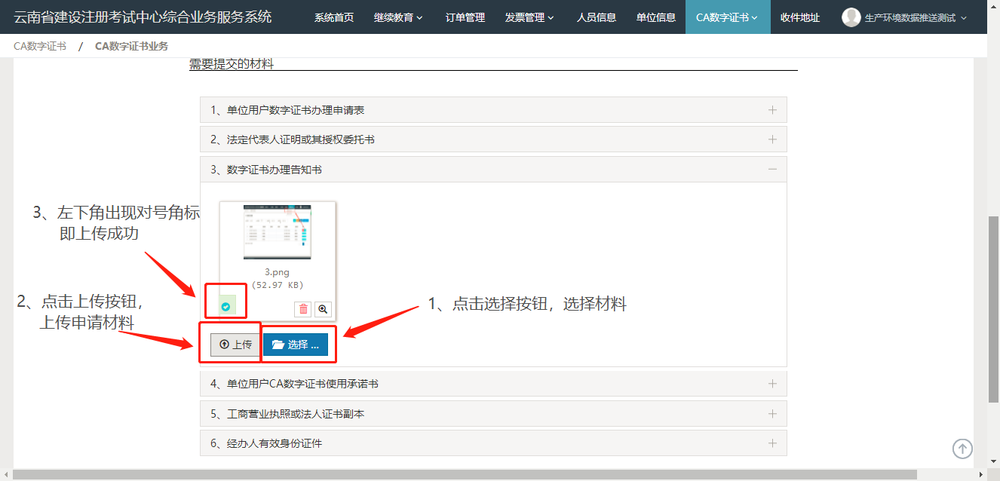 云南省建设注册考试中心综合业务服务系统
系统首页 继续教育 订单管理 发票管理 人员信息 单位信息 CA数字证书 收件地址 生产环境数据推送测试
CA数字证书 / CA数字证书业务
需要提交的材料
1、单位用户数字证书办理申请表
2、法定代表人证明或其授权委托书
3、数字证书办理告知书
3、左下角出现对号角标
即上传成功
3.png
(52.97 KB)
2、点击上传按钮，
上传申请材料
1、点击选择按钮，选择材料
上传 选择 ...
4、单位用户CA数字证书使用承诺书
5、工商营业执照或法人证书副本
6、经办人有效身份证件